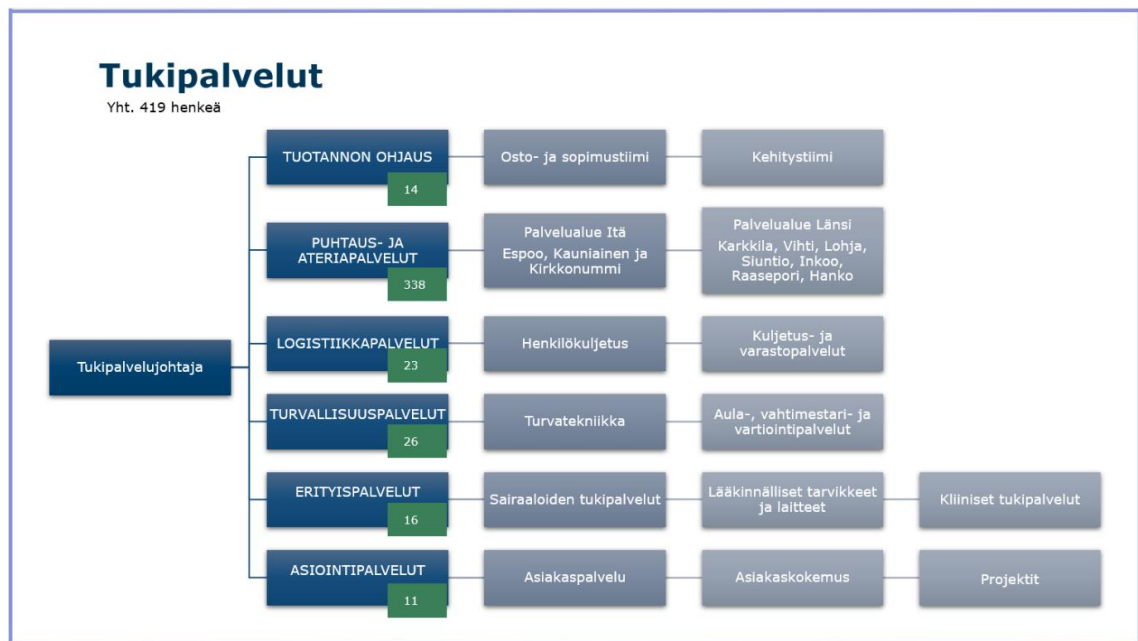 Tukipalvelut
Yht. 419 henkeä
Tukipalvelujohtaja
TUOTANNON OHJAUS
14
Osto- ja sopimustiimi
Kehitystiimi
PUHTAUS- JA
ATERIAPALVELUT
338
Palvelualue Itä
Espoo, Kauniainen ja
Kirkkonummi
Palvelualue Länsi
Karkkila, Vihti, Lohja,
Siuntio, Inkoo,
Raasepori, Hanko
LOGISTIIKKAPALVELUT
23
Henkilökuljetus
Kuljetus- ja
varastopalvelut
TURVALLISUUSPALVELUT
26
Turvatekniikka
Aula-, vahtimestari- ja
vartiointipalvelut
ERITYISPALVELUT
16
Sairaaloiden tukipalvelut
Lääkinnälliset tarvikkeet
ja laitteet
Kliiniset tukipalvelut
ASIOINTIPALVELUT
11
Asiakaspalvelu
Asiakaskokemus
Projektit